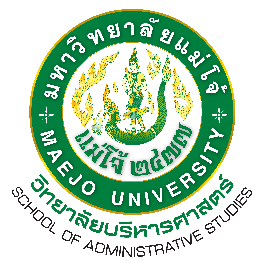 มหาวิทยาลัยแม่โจ้
แม่โจ้ ๒๔๗๗
MAEJO UNIVERSITY
วิทยาลัยบริหารศาสตร์
SCHOOL OF ADMINISTRATIVE STUDIES